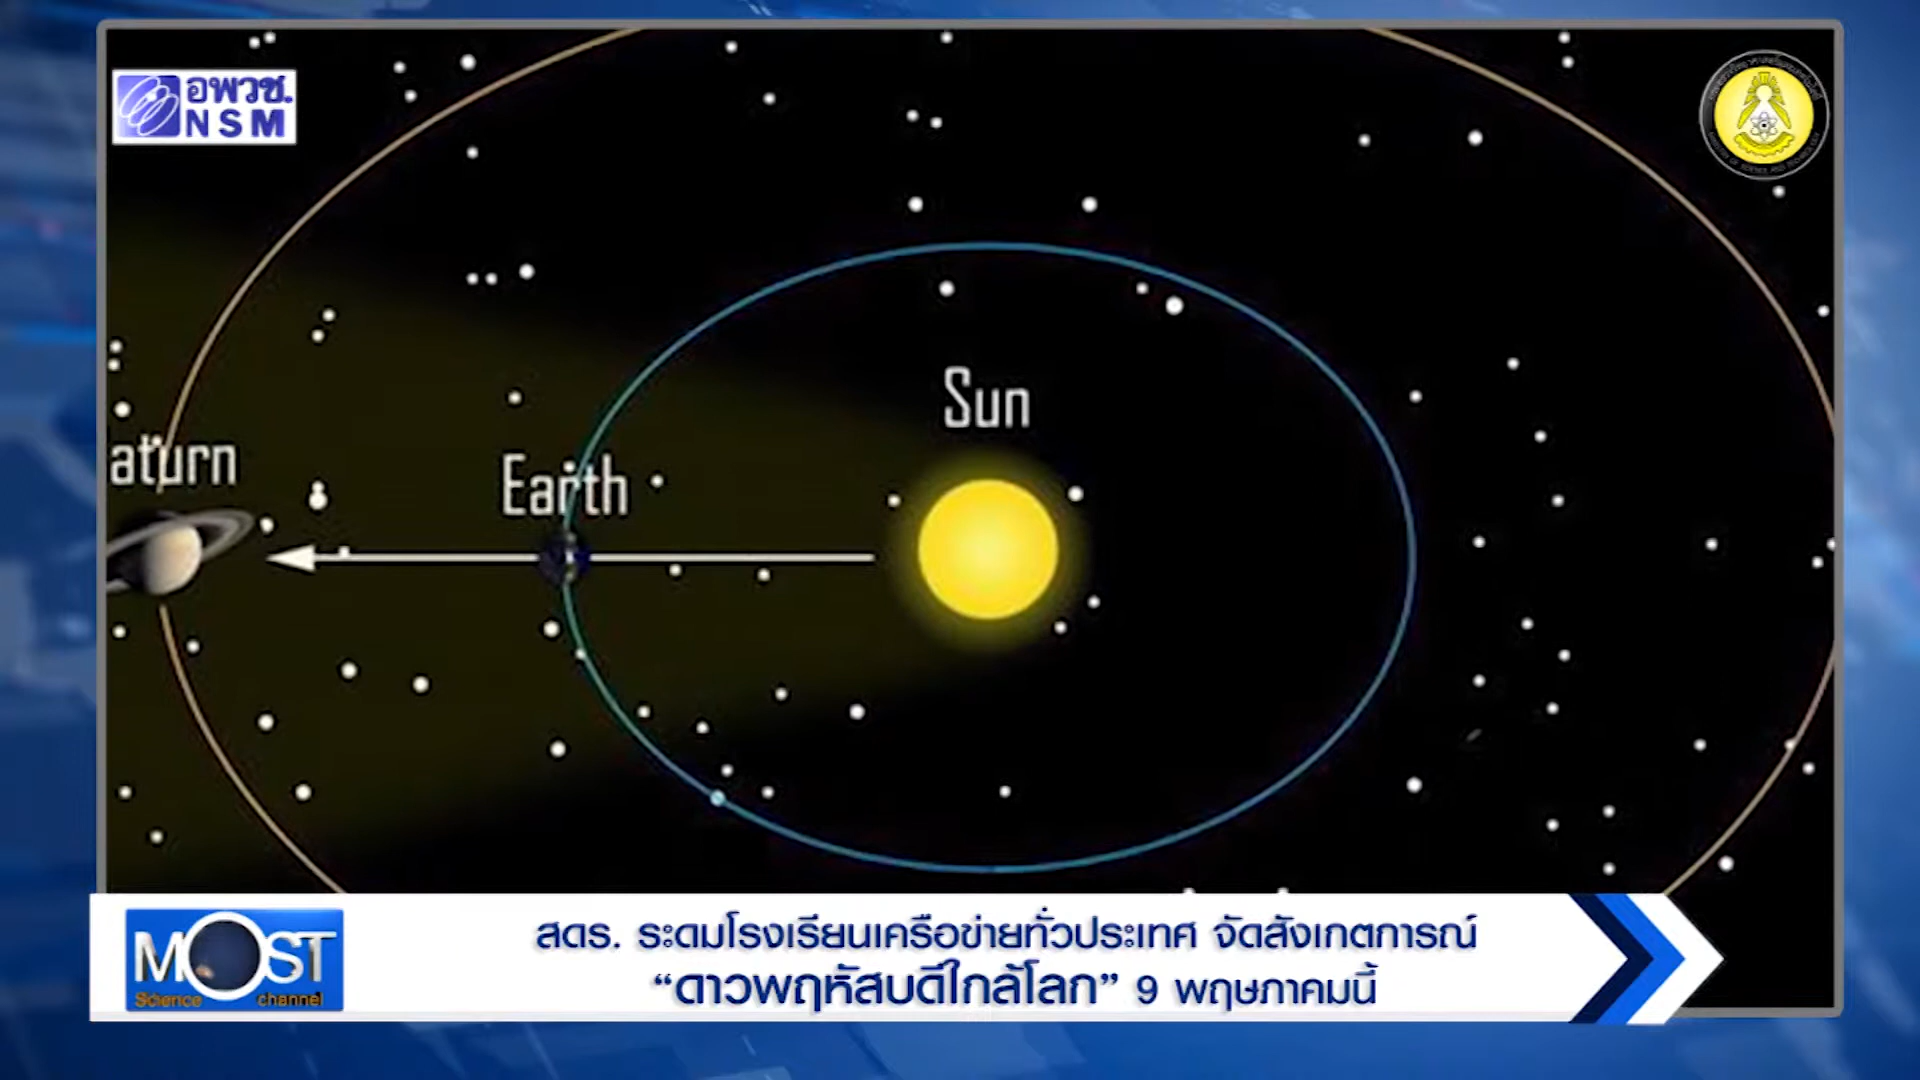 อพวช.
NSM
Sun
aturn
Earth
สดร. ระดมโรงเรียนเครือข่ายทั่วประเทศ จัดสังเกตการณ์
“ดาวพฤหัสบดีใกล้โลก” 9 พฤษภาคมนี้
MOST
Science channel